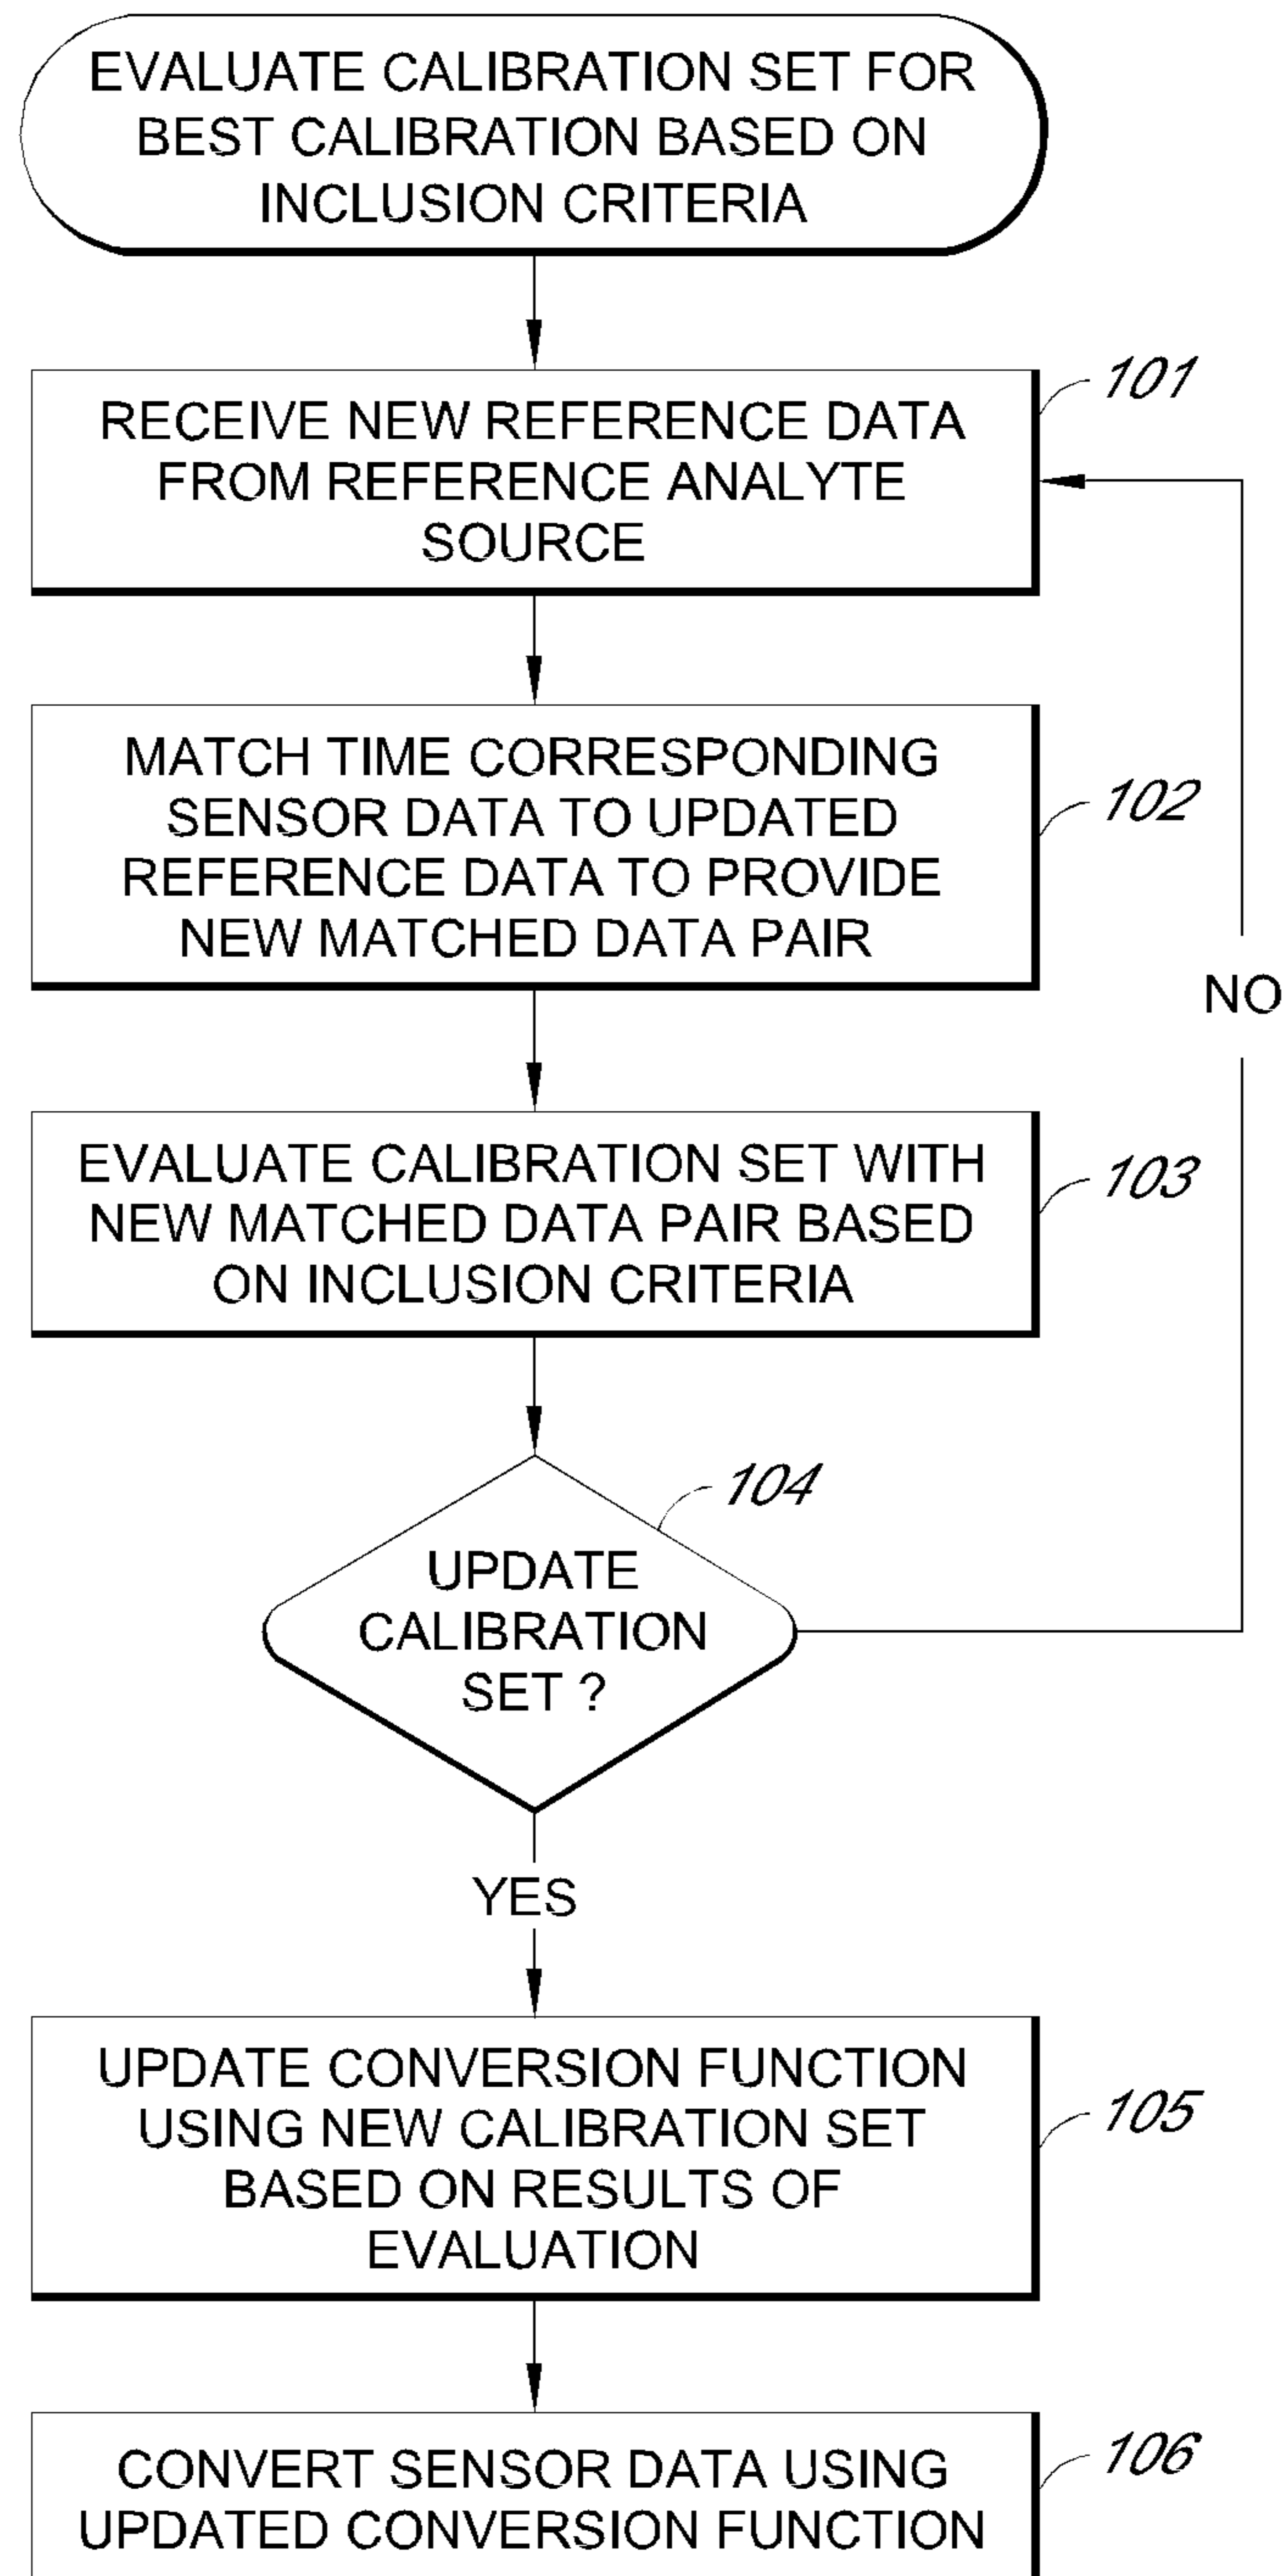 EVALUATE CALIBRATION SET FOR
BEST CALIBRATION BASED ON
INCLUSION CRITERIA
101
RECEIVE NEW REFERENCE DATA
FROM REFERENCE ANALYTE
SOURCE
102
MATCH TIME CORRESPONDING
SENSOR DATA TO UPDATED
REFERENCE DATA TO PROVIDE
NEW MATCHED DATA PAIR
NO
103
EVALUATE CALIBRATION SET WITH
NEW MATCHED DATA PAIR BASED
ON INCLUSION CRITERIA
104
UPDATE
CALIBRATION
SET ?
YES
105
UPDATE CONVERSION FUNCTION
USING NEW CALIBRATION SET
BASED ON RESULTS OF
EVALUATION
106
CONVERT SENSOR DATA USING
UPDATED CONVERSION FUNCTION